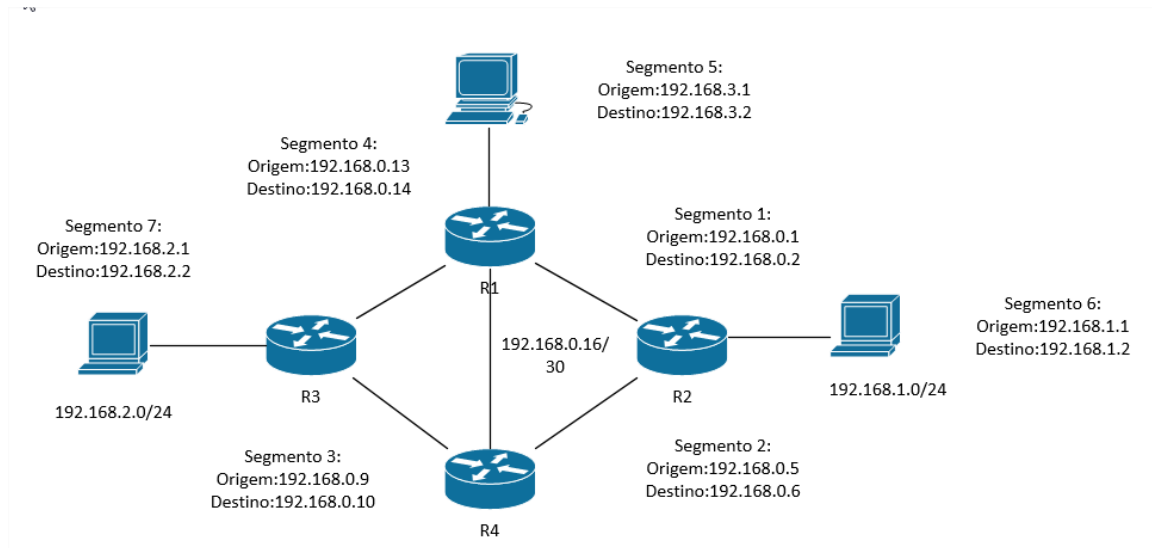 Segmento 5:
Origem:192.168.3.1
Destino:192.168.3.2
Segmento 4:
Origem:192.168.0.13
Destino:192.168.0.14
Segmento 7:
Origem:192.168.2.1
Destino:192.168.2.2
Segmento 1:
Origem:192.168.0.1
Destino:192.168.0.2
R1
Segmento 6:
Origem:192.168.1.1
Destino:192.168.1.2
192.168.0.16/
30
192.168.2.0/24
R3
R2
192.168.1.0/24
Segmento 3:
Origem:192.168.0.9
Destino:192.168.0.10
Segmento 2:
Origem:192.168.0.5
Destino:192.168.0.6
R4